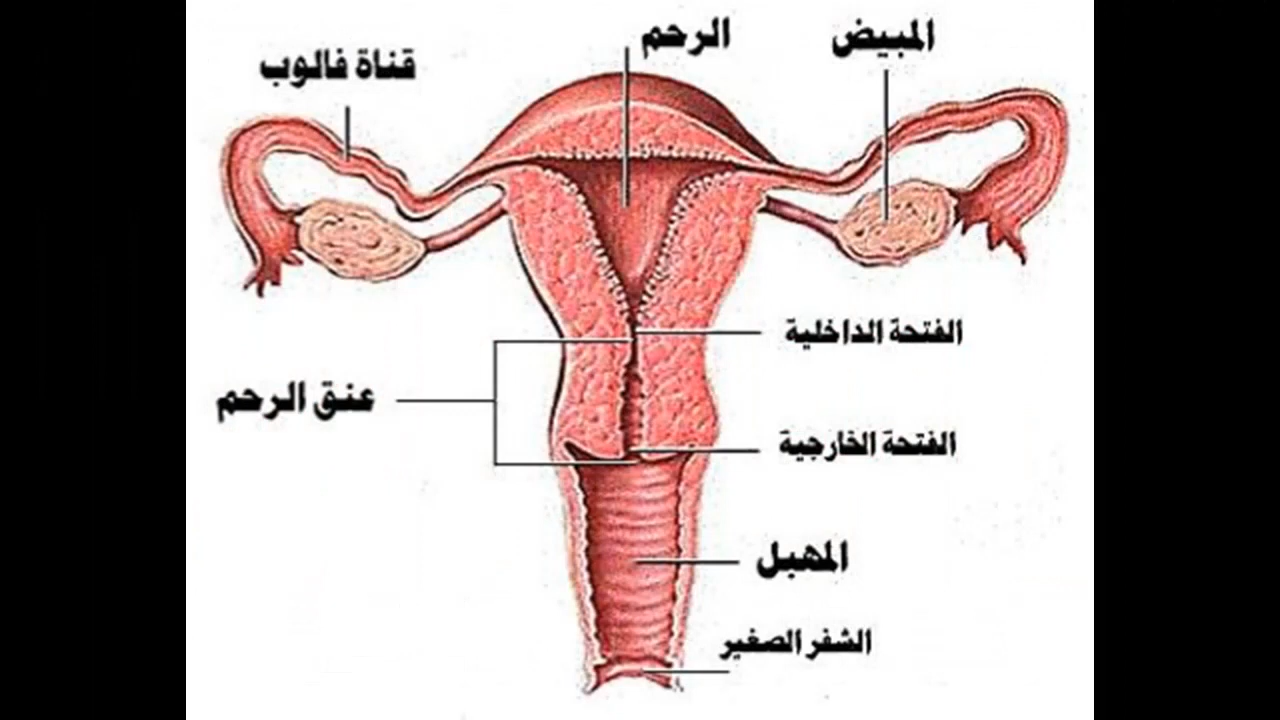 المبيض
الرحم
قناة فالوب
الفتحة الداخلية
عنق الرحم
الفتحة الخارجية
المهبل
الشفر الصغير